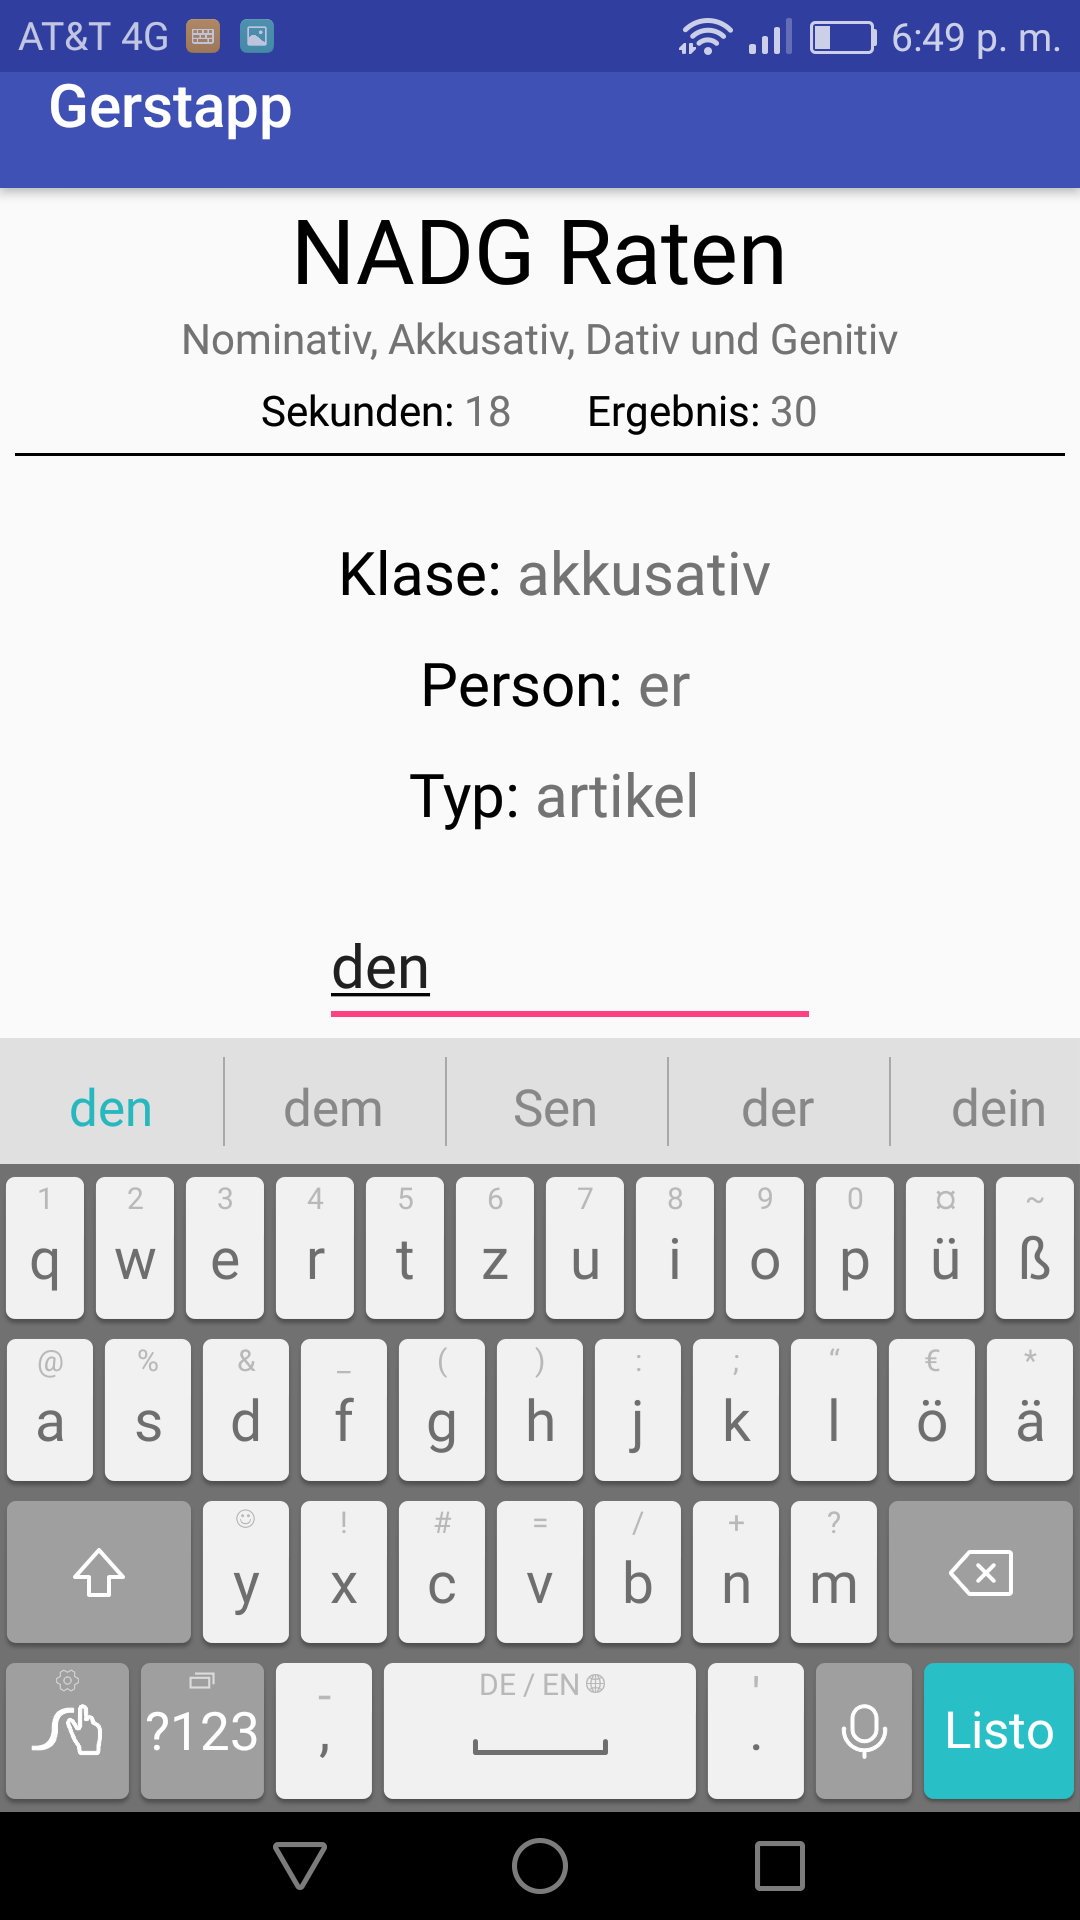 AT&T 4G 6:49 p. m.
Gerstapp
NADG Raten
Nominativ, Akkusativ, Dativ und Genitiv
Sekunden: 18 Ergebnis: 30
Klase: akkusativ
Person: er
Typ: artikel
den
den dem Sen der dein
1 2 3 4 5 6 7 8 9 0 ¤ ~
q w e r t z u i o p ü ß
@ % & _ ( ) : ; “ € *
a s d f g h j k l ö ä
! # = / + ?
y x c v b n m
DE / EN
- '
?123 , . Listo